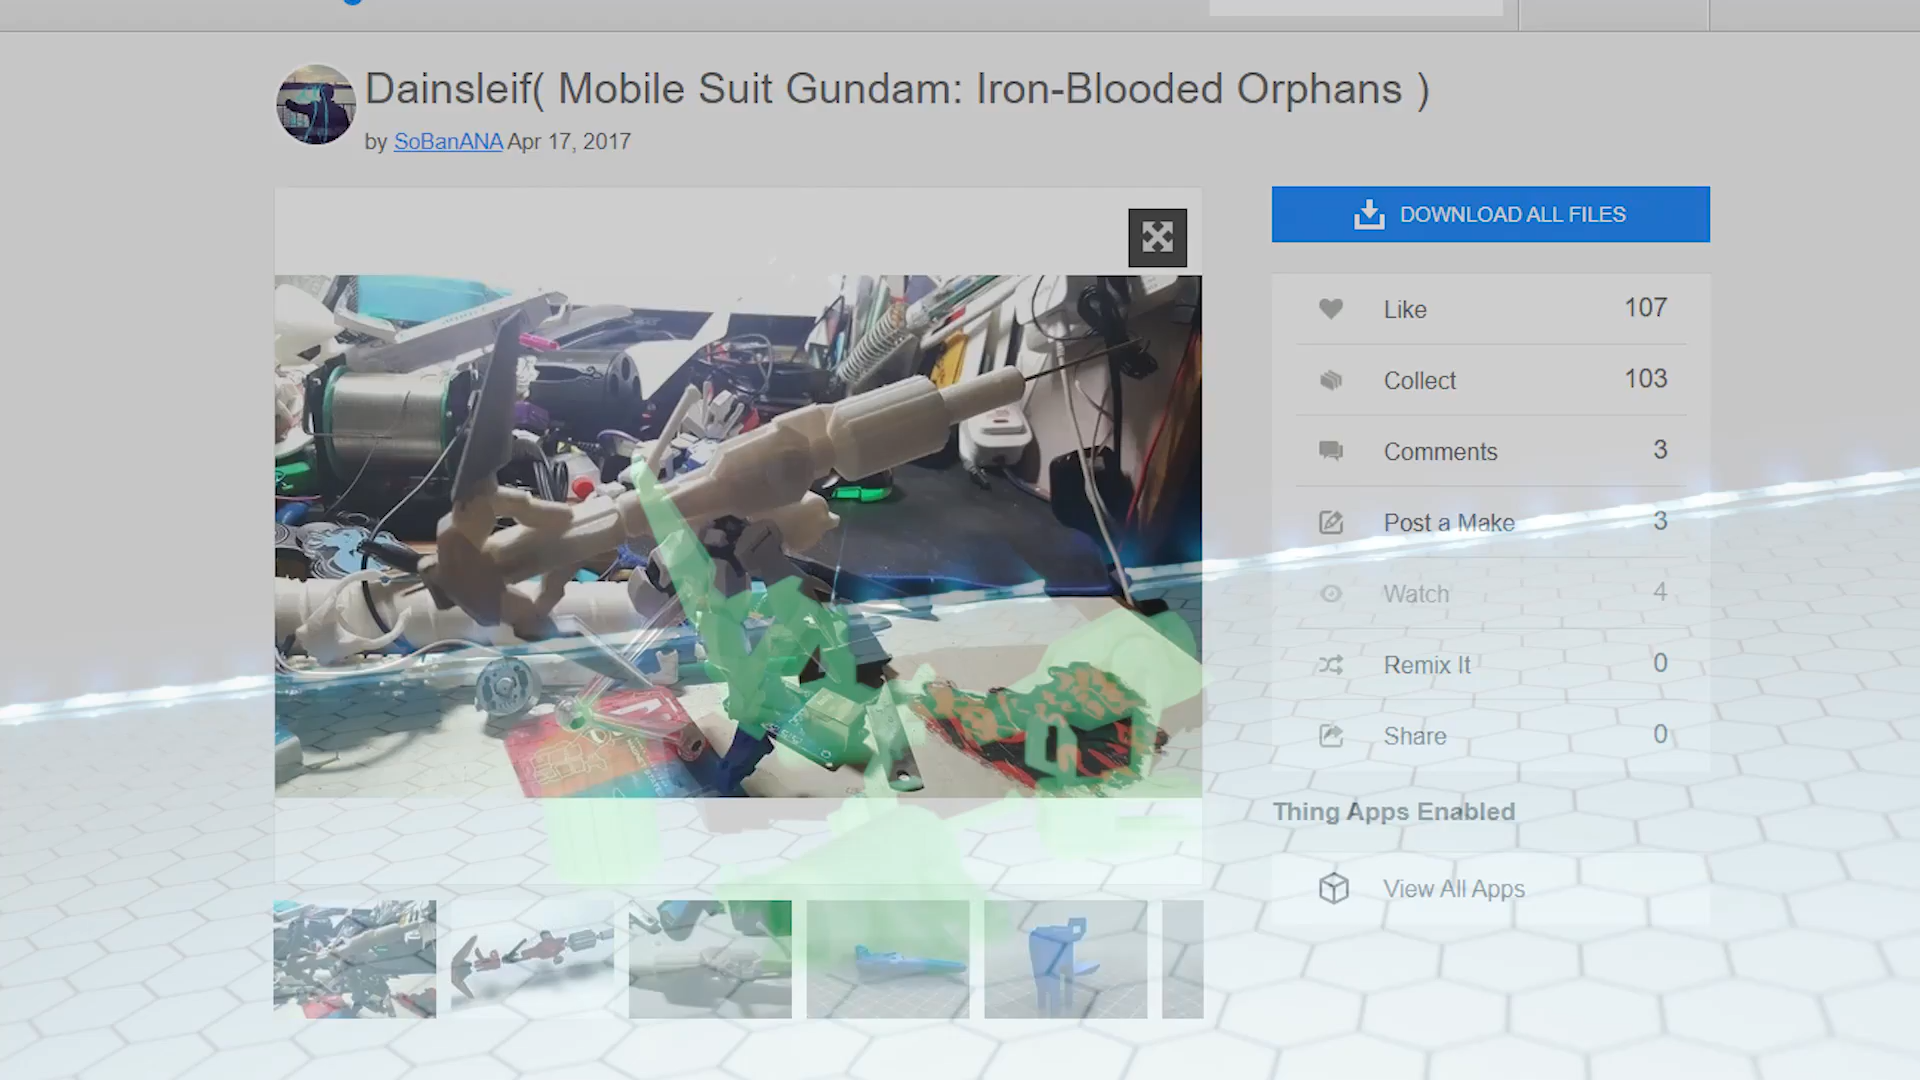 Dainsleif( Mobile Suit Gundam: Iron-Blooded Orphans )
by SoBanANA Apr 17, 2017
DOWNLOAD ALL FILES
Like 107
Collect 103
Comments 3
Post a Make 3
Watch 4
Remix It 0
Share 0
Thing Apps Enabled
View All Apps